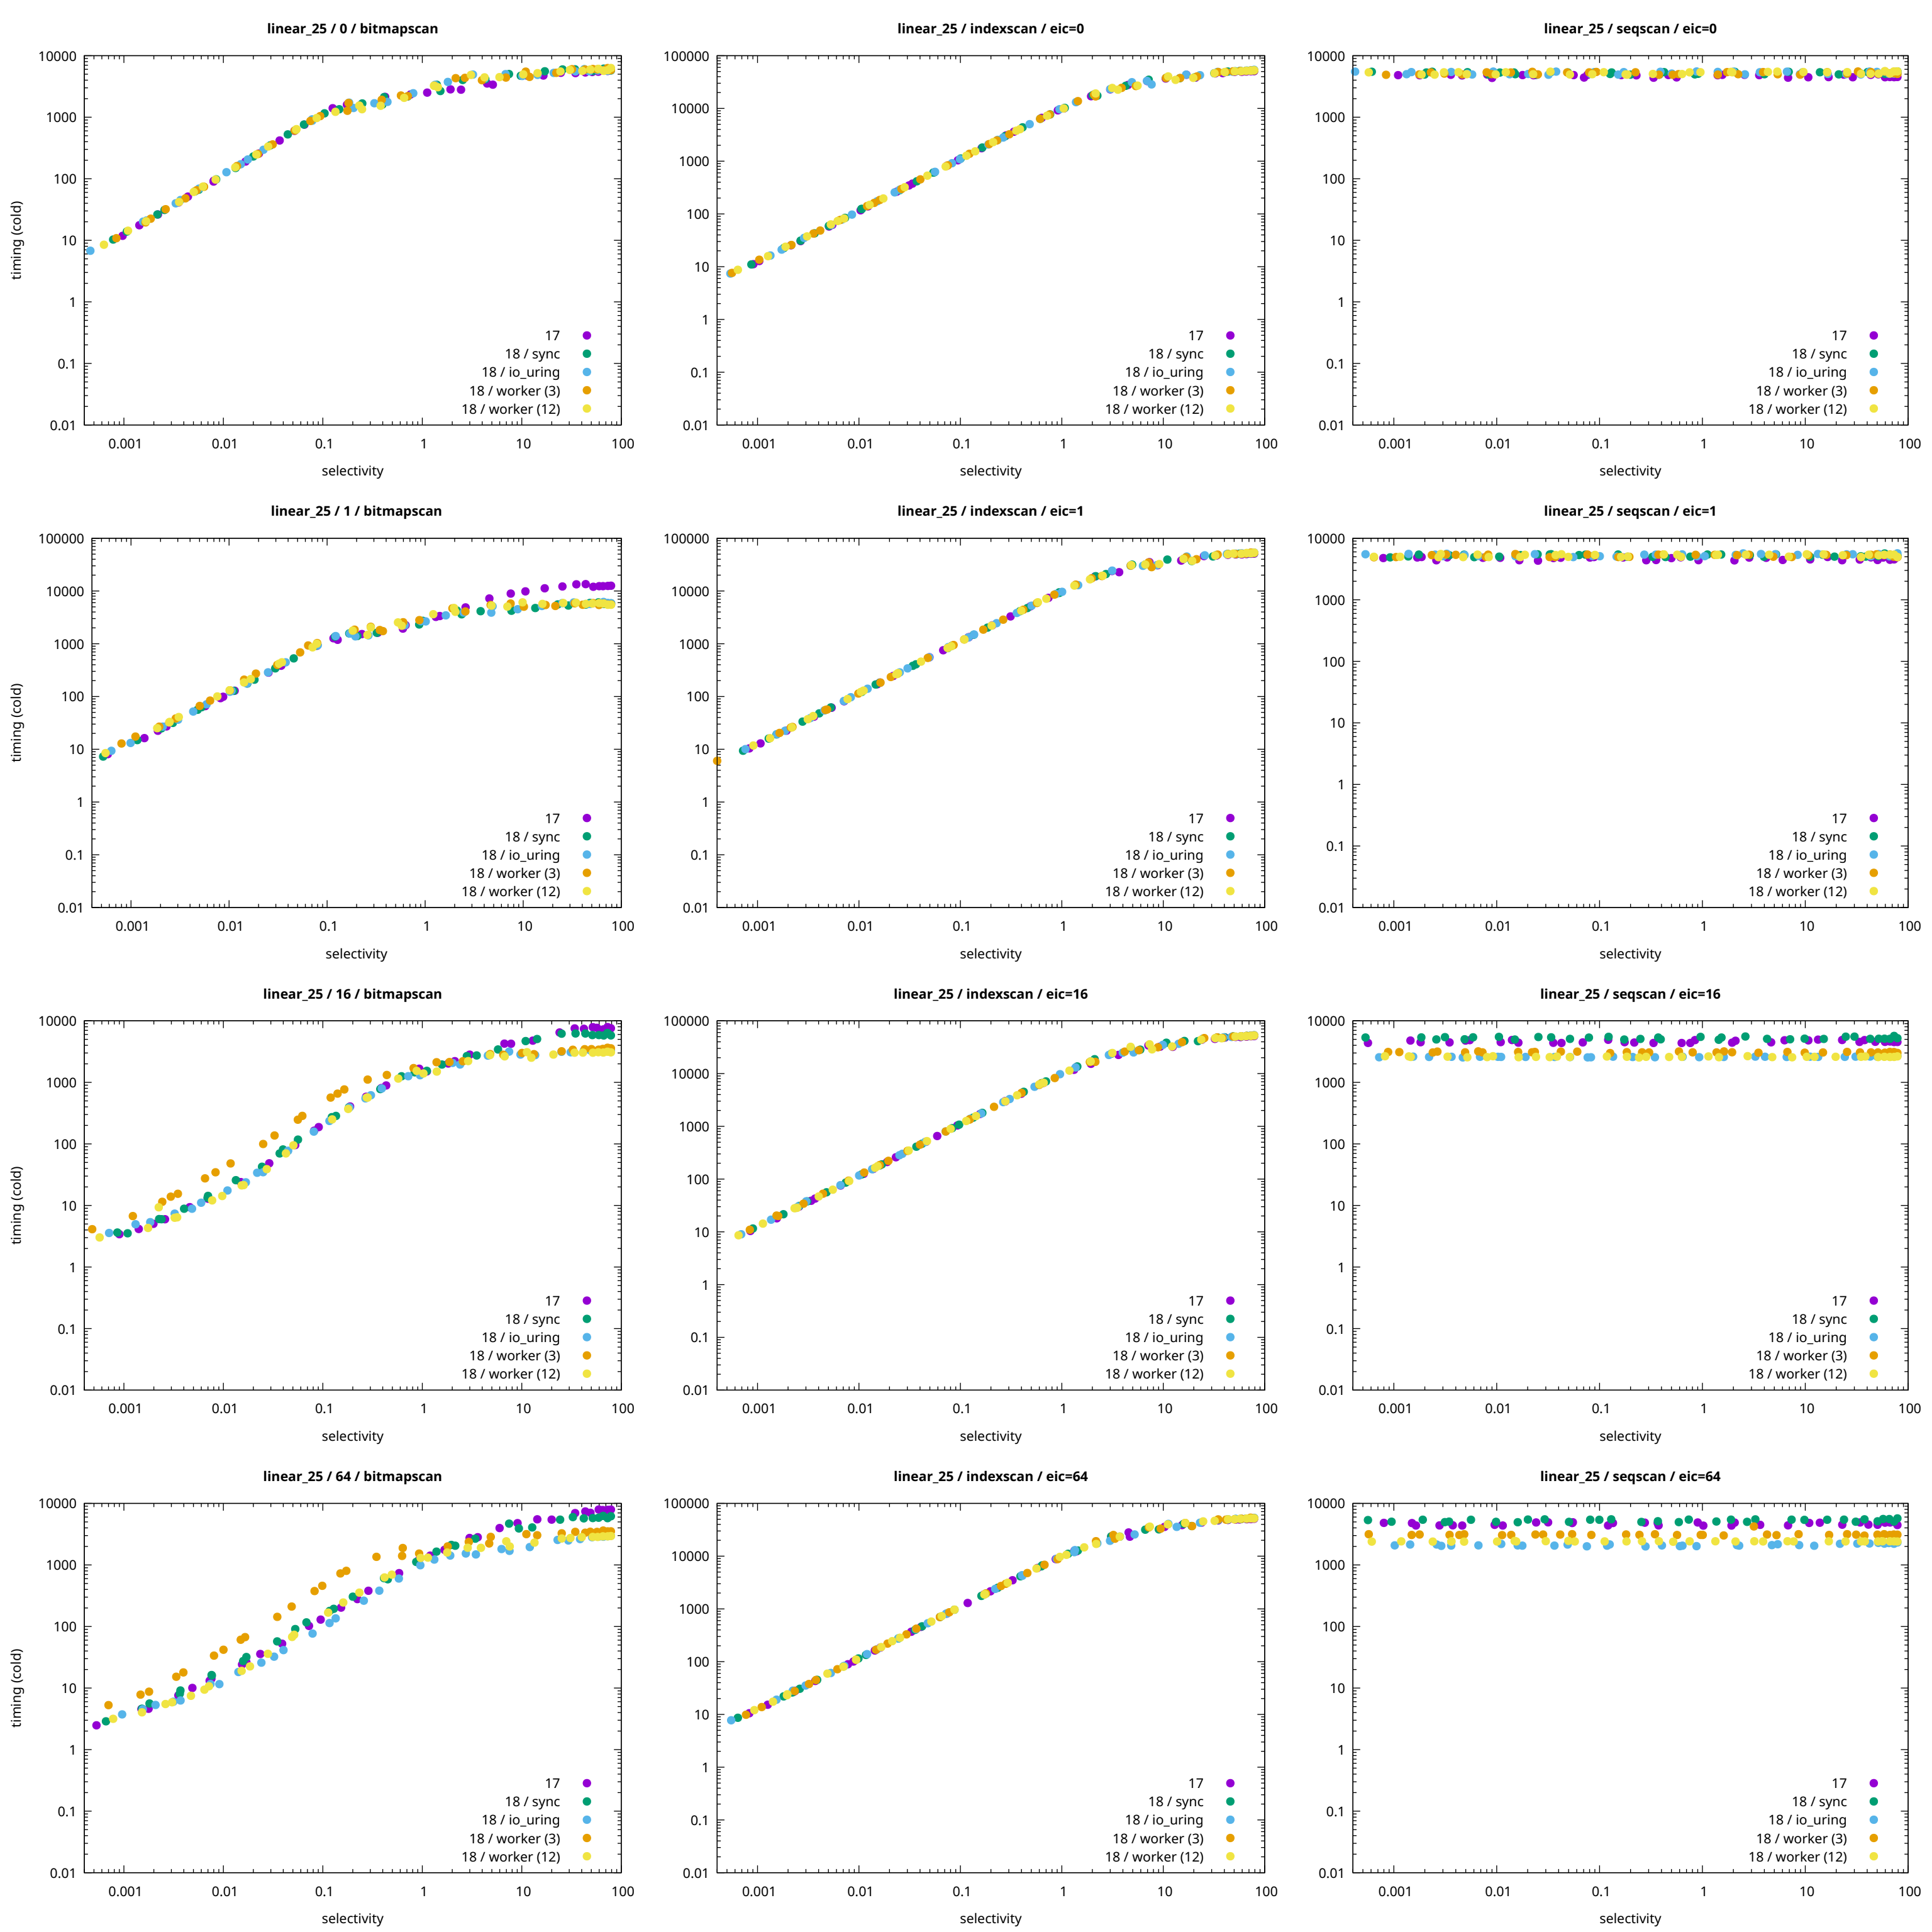 linear_25 / 0 / bitmapscan
timing (cold)
10000
1000
100
10
1
0.1
0.01
0.001 0.01 0.1 1 10 100
selectivity
17
18 / sync
18 / io_uring
18 / worker (3)
18 / worker (12)
linear_25 / indexscan / eic=0
100000
10000
1000
100
10
1
0.1
0.01
0.001 0.01 0.1 1 10 100
selectivity
17
18 / sync
18 / io_uring
18 / worker (3)
18 / worker (12)
linear_25 / seqscan / eic=0
10000
1000
100
10
1
0.1
0.01
0.001 0.01 0.1 1 10 100
selectivity
17
18 / sync
18 / io_uring
18 / worker (3)
18 / worker (12)
linear_25 / 1 / bitmapscan
timing (cold)
100000
10000
1000
100
10
1
0.1
0.01
0.001 0.01 0.1 1 10 100
selectivity
17
18 / sync
18 / io_uring
18 / worker (3)
18 / worker (12)
linear_25 / indexscan / eic=1
100000
10000
1000
100
10
1
0.1
0.01
0.001 0.01 0.1 1 10 100
selectivity
17
18 / sync
18 / io_uring
18 / worker (3)
18 / worker (12)
linear_25 / seqscan / eic=1
10000
1000
100
10
1
0.1
0.01
0.001 0.01 0.1 1 10 100
selectivity
17
18 / sync
18 / io_uring
18 / worker (3)
18 / worker (12)
linear_25 / 16 / bitmapscan
timing (cold)
10000
1000
100
10
1
0.1
0.01
0.001 0.01 0.1 1 10 100
selectivity
17
18 / sync
18 / io_uring
18 / worker (3)
18 / worker (12)
linear_25 / indexscan / eic=16
100000
10000
1000
100
10
1
0.1
0.01
0.001 0.01 0.1 1 10 100
selectivity
17
18 / sync
18 / io_uring
18 / worker (3)
18 / worker (12)
linear_25 / seqscan / eic=16
10000
1000
100
10
1
0.1
0.01
0.001 0.01 0.1 1 10 100
selectivity
17
18 / sync
18 / io_uring
18 / worker (3)
18 / worker (12)
linear_25 / 64 / bitmapscan
timing (cold)
10000
1000
100
10
1
0.1
0.01
0.001 0.01 0.1 1 10 100
selectivity
17
18 / sync
18 / io_uring
18 / worker (3)
18 / worker (12)
linear_25 / indexscan / eic=64
100000
10000
1000
100
10
1
0.1
0.01
0.001 0.01 0.1 1 10 100
selectivity
17
18 / sync
18 / io_uring
18 / worker (3)
18 / worker (12)
linear_25 / seqscan / eic=64
10000
1000
100
10
1
0.1
0.01
0.001 0.01 0.1 1 10 100
selectivity
17
18 / sync
18 / io_uring
18 / worker (3)
18 / worker (12)